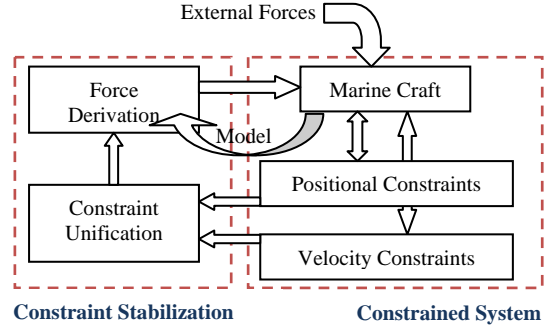 External Forces
Force
Derivation
Marine Craft
Model
Positional Constraints
Constraint
Unification
Velocity Constraints
Constraint Stabilization
Constrained System